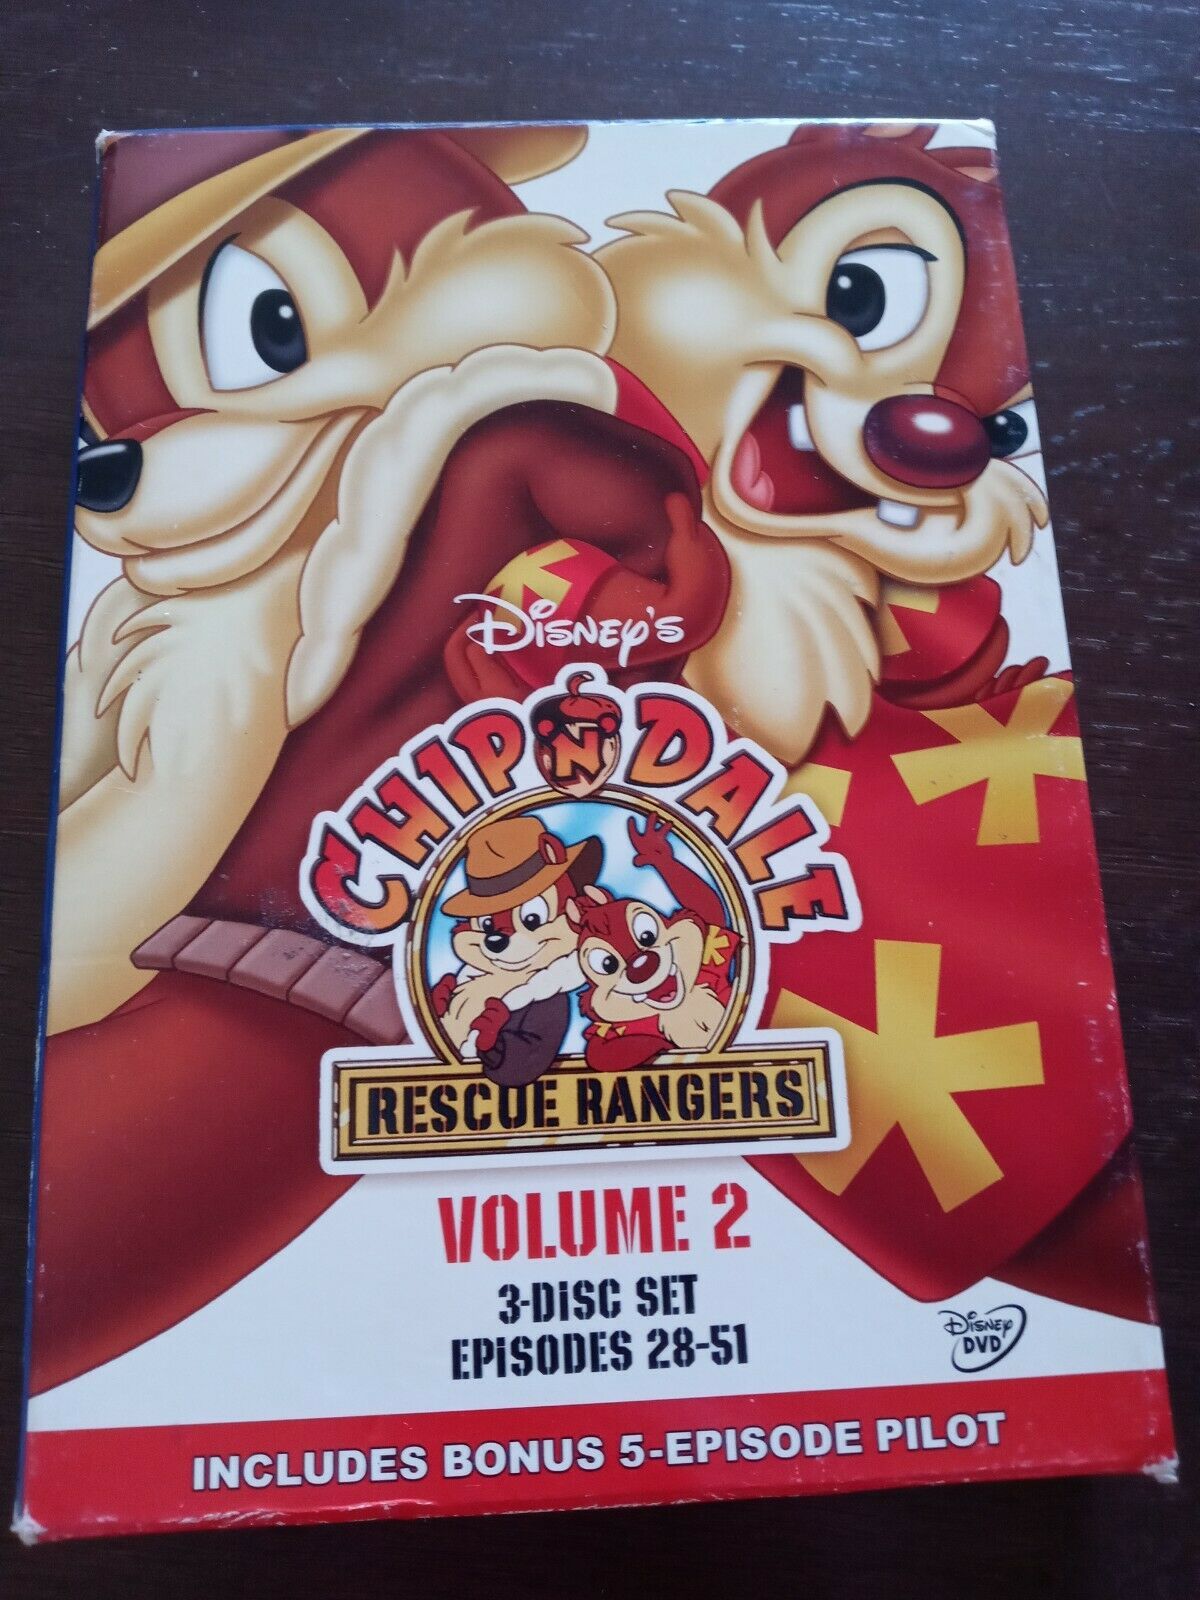 Disney's
CHIP 'N' DALE
RESCUE RANGERS
VOLUME 2
3-DiSC SET
EPiSODES 28-51
Disney
DVD
INCLUDES BONUS 5-EPISODE PILOT